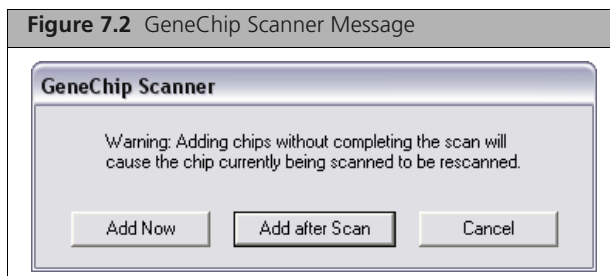 Figure 7.2 GeneChip Scanner Message
GeneChip Scanner
Warning: Adding chips without completing the scan will
cause the chip currently being scanned to be rescanned.
Add Now Add after Scan Cancel